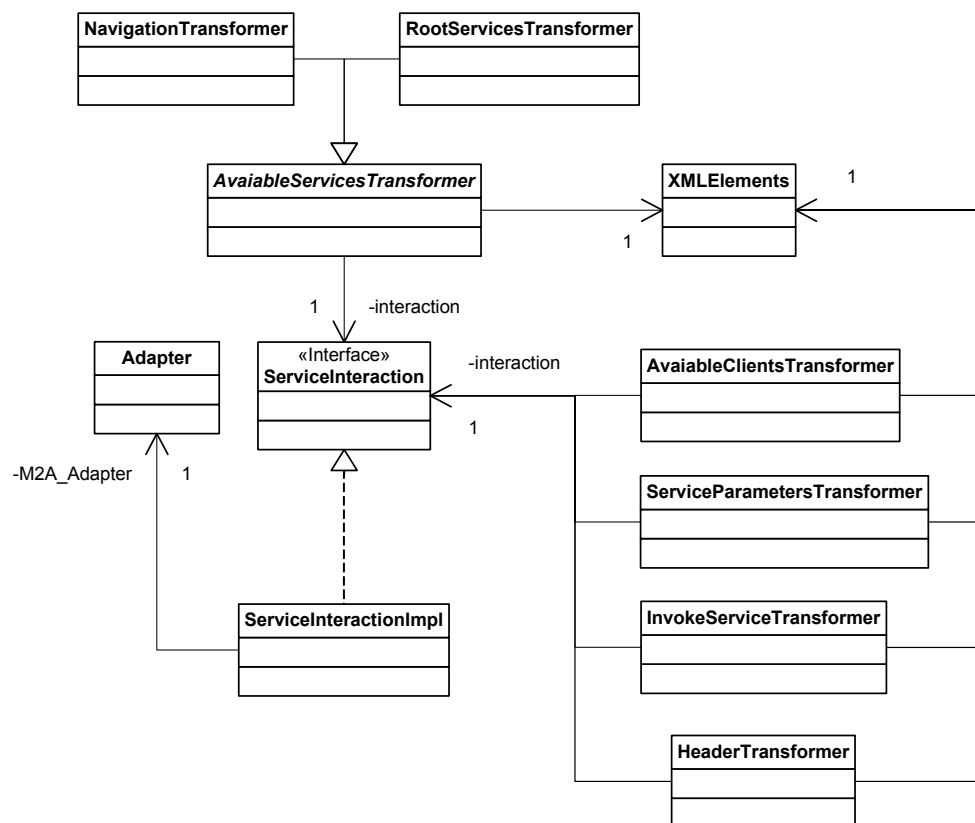 NavigationTransformer
RootServicesTransformer
AvaiableServicesTransformer
XMLElements
1
1
1
-interaction
«Interface»
ServiceInteraction
Adapter
-interaction
AvaiableClientsTransformer
1
-M2A_Adapter
1
ServiceParametersTransformer
ServiceInteractionImpl
InvokeServiceTransformer
HeaderTransformer